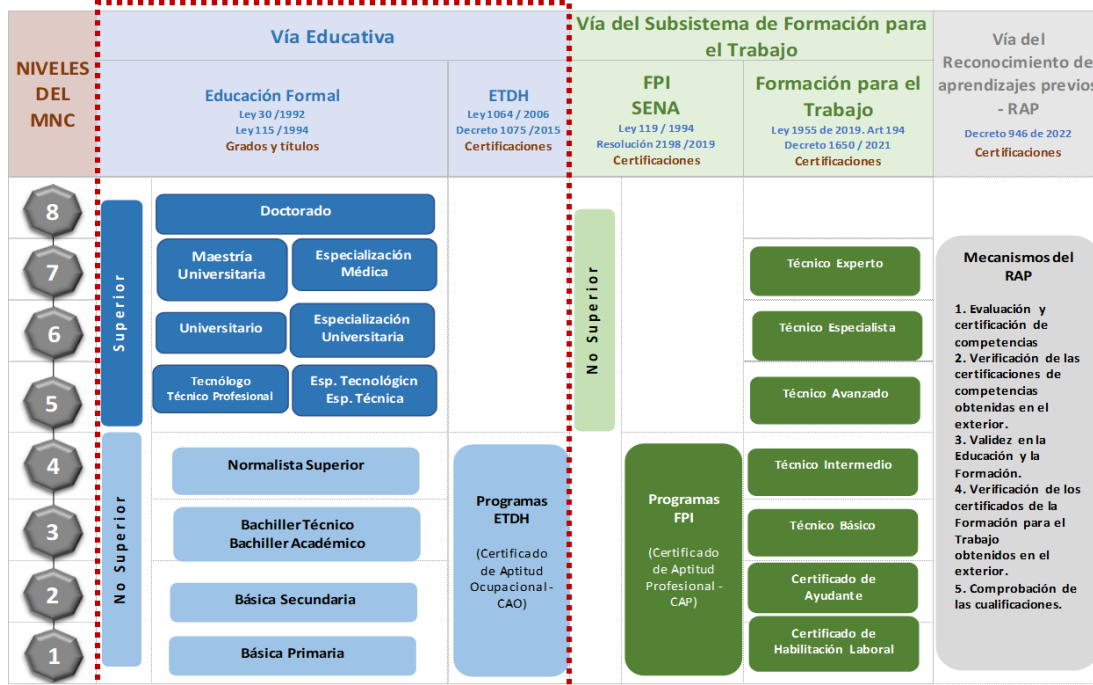 NIVELES
DEL
MNC
Vía Educativa
Educación Formal
Ley 30 /1992
Ley 115 /1994
Grados y títulos
ETDH
Ley 1064 / 2006
Decreto 1075 /2015
Certificaciones
Vía del Subsistema de Formación para
el Trabajo
FPI
SENA
Ley 119 / 1994
Resolución 2198 /2019
Certificaciones
Formación para el
Trabajo
Ley 1955 de 2019. Art 194
Decreto 1650 / 2021
Certificaciones
Vía del
Reconocimiento de
aprendizajes previos
- RAP
Decreto 946 de 2022
Certificaciones
8
7
6
5
4
3
2
1
Superior
No Superior
Doctorado
Maestría
Universitaria
Especialización
Médica
Universitario
Especialización
Universitaria
Tecnólogo
Técnico Profesional
Esp. Tecnológicn
Esp. Técnica
Normalista Superior
Bachiller Técnico
Bachiller Académico
Básica Secundaria
Básica Primaria
Programas
ETDH
(Certificado
de Aptitud
Ocupacional -
CAO)
No Superior
Programas
FPI
(Certificado
de Aptitud
Profesional -
CAP)
Técnico Experto
Técnico Especialista
Técnico Avanzado
Técnico Intermedio
Técnico Básico
Certificado de
Ayudante
Certificado de
Habilitación Laboral
Mecanismos del
RAP
1. Evaluación y
certificación de
competencias
2. Verificación de las
certificaciones de
competencias
obtenidas en el
exterior.
3. Validez en la
Educación y la
Formación.
4. Verificación de los
certificados de la
Formación para el
Trabajo
obtenidos en el
exterior.
5. Comprobación de
las cualificaciones.